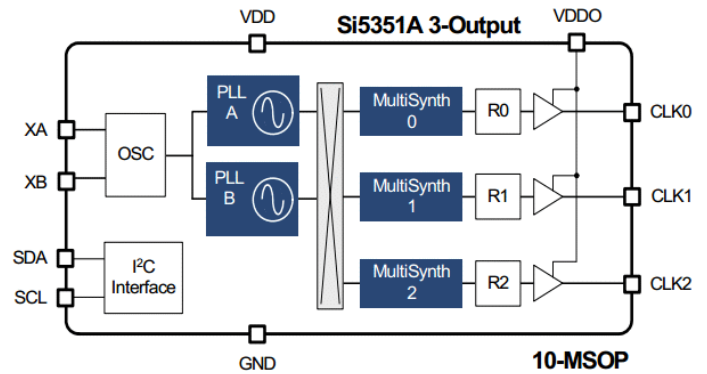 VDD
Si5351A 3-Output
VDDO
XA
XB
OSC
PLL
A
PLL
B
MultiSynth
0
R0
CLK0
MultiSynth
1
R1
CLK1
MultiSynth
2
R2
CLK2
SDA
SCL
I²C
Interface
GND
10-MSOP